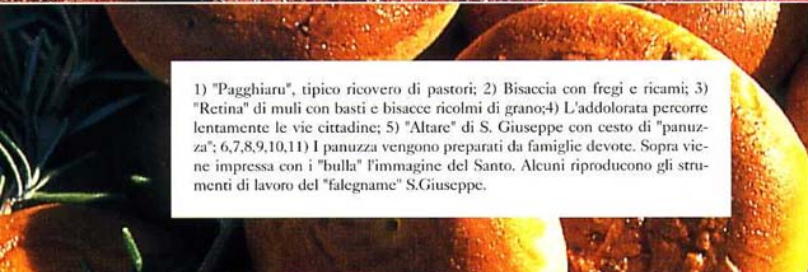 1) "Pagghiaru", tipico ricovero di pastori; 2) Bisaccia con fregi e ricami; 3)
"Retina" di muli con basti e bisacce ricolmi di grano;4) L'addolorata percorre
lentamente le vie cittadine; 5) "Altare" di S. Giuseppe con cesto di "panuz-
za"; 6,7,8,9,10,11) I panuzza vengono preparati da famiglie devote. Sopra vie-
ne impressa con i "bulla" l'immagine del Santo. Alcuni riproducono gli stru-
menti di lavoro del "falegname" S.Giuseppe.